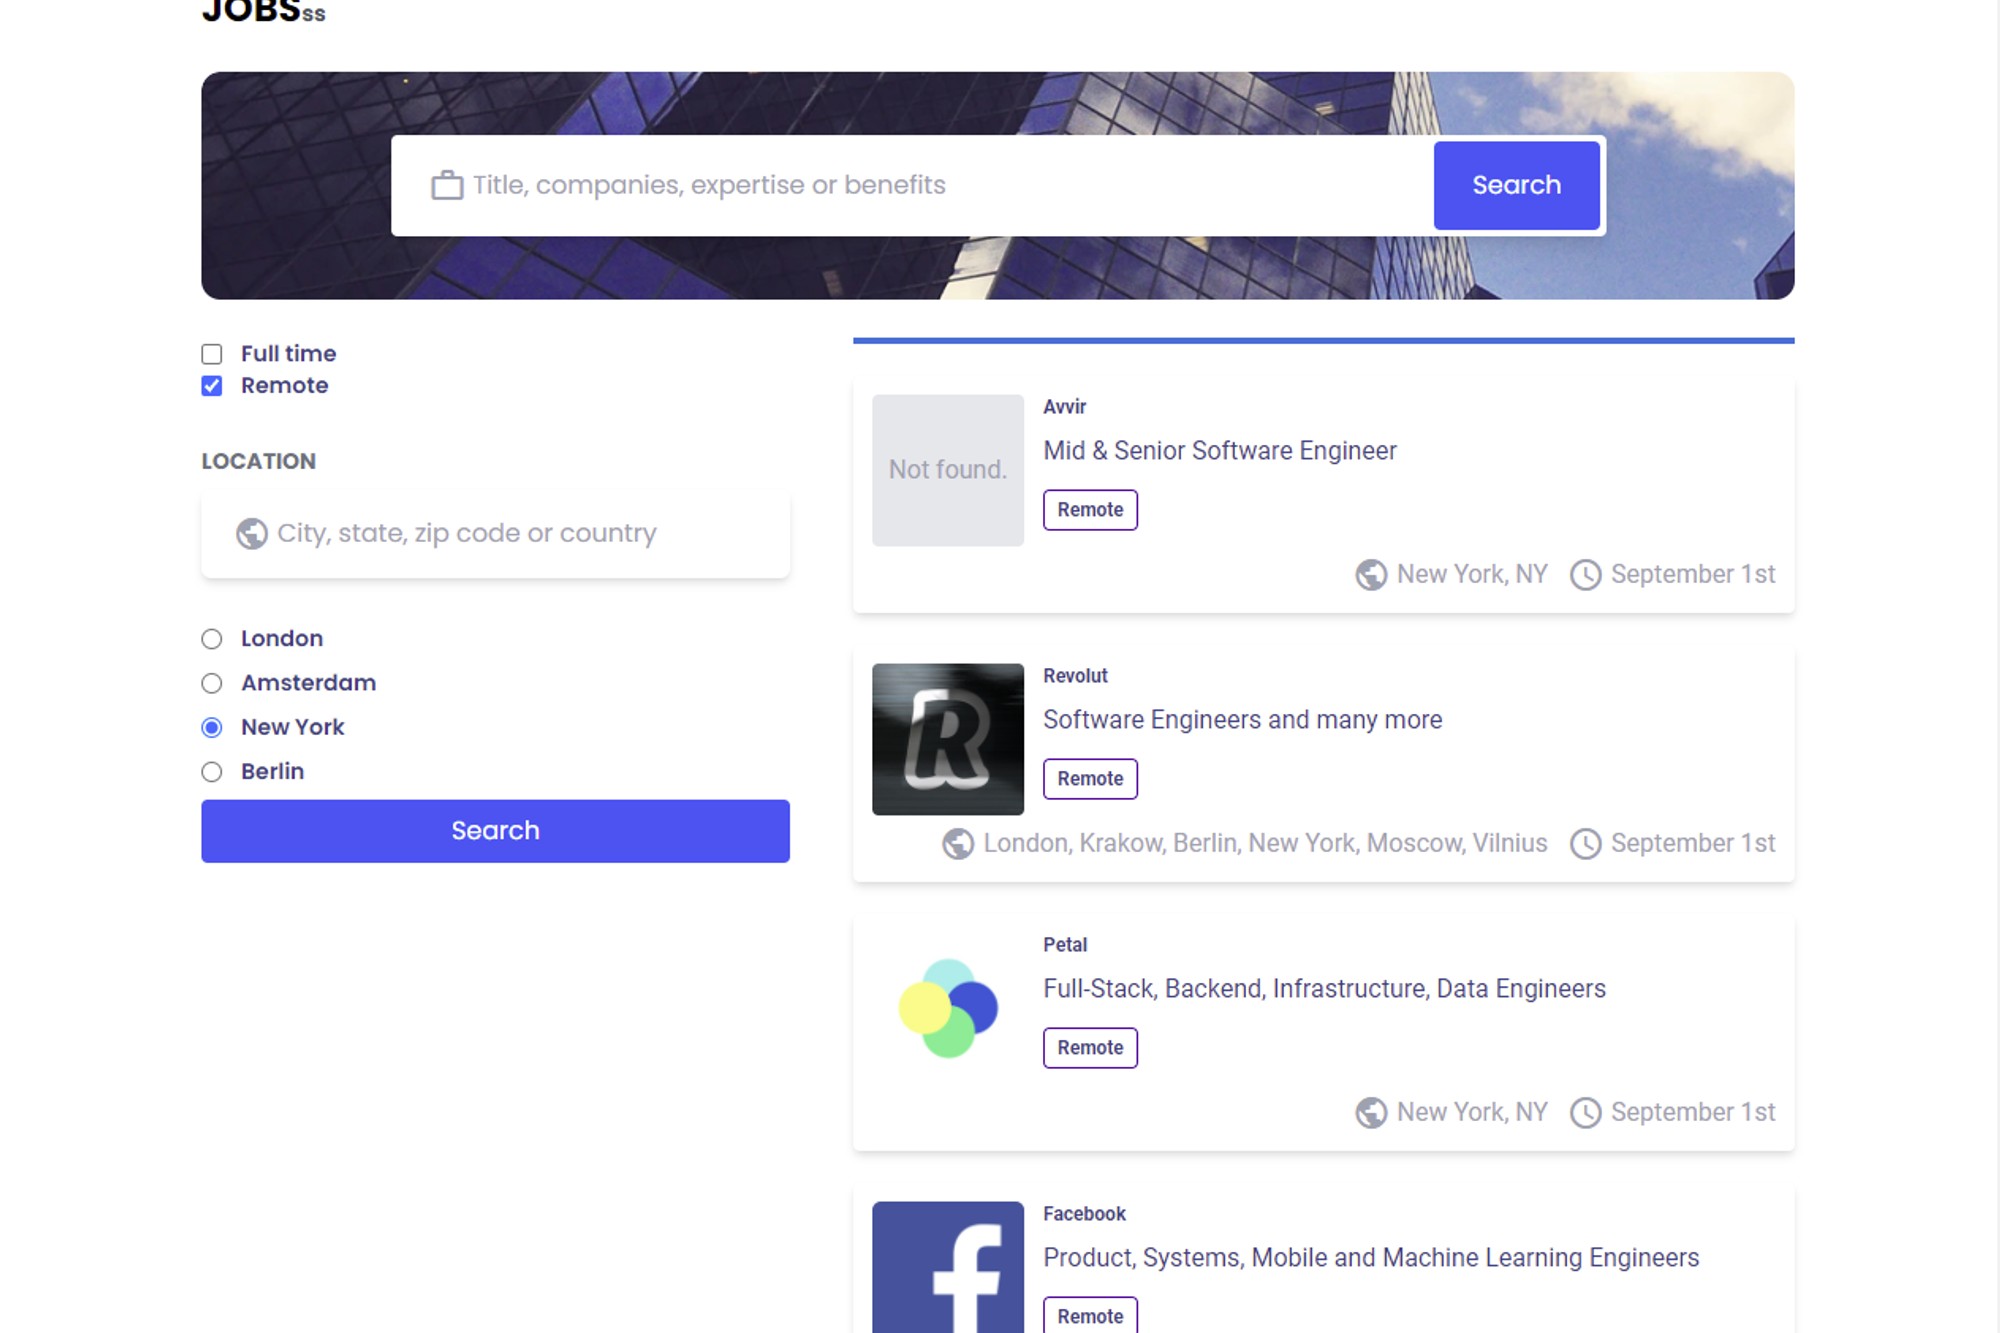 JOBSss
Title, companies, expertise or benefits
Search
Full time
Remote
LOCATION
City, state, zip code or country
London
Amsterdam
New York
Berlin
Search
Not found.
Avvir
Mid & Senior Software Engineer
Remote
New York, NY September 1st
R
Revolut
Software Engineers and many more
Remote
London, Krakow, Berlin, New York, Moscow, Vilnius September 1st
Petal
Full-Stack, Backend, Infrastructure, Data Engineers
Remote
New York, NY September 1st
f
Facebook
Product, Systems, Mobile and Machine Learning Engineers
Remote